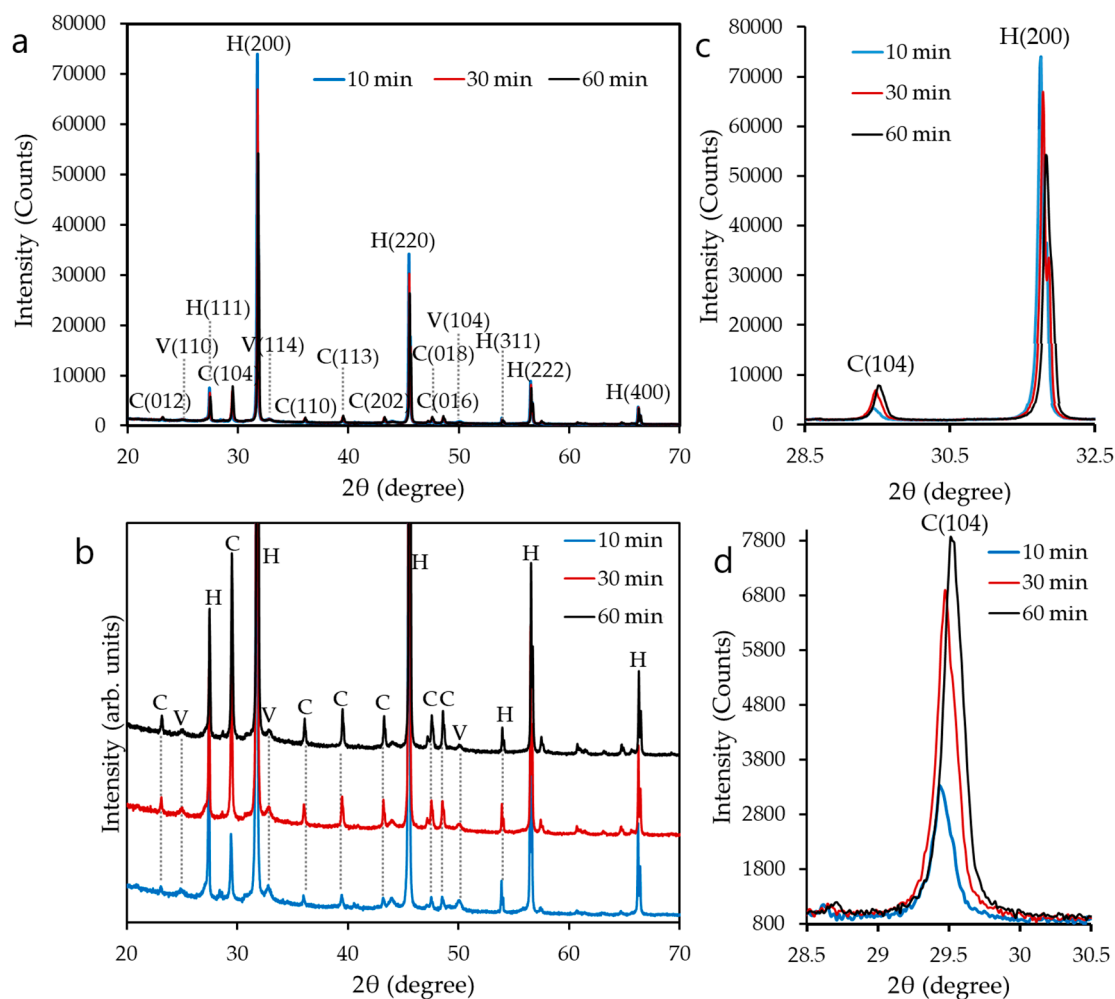 a
80000
70000
60000
50000
40000
30000
20000
10000
0
Intensity (Counts)
H(200)
10 min
30 min
60 min
H(220)
H(111)
V(110)
V(114)
C(104)
C(113)
C(018)
V(104)
H(311)
H(222)
C(012)
C(110)
C(202)
C(016)
H(400)
20
30
40
50
60
70
2θ (degree)
c
80000
70000
60000
50000
40000
30000
20000
10000
0
Intensity (Counts)
H(200)
10 min
30 min
60 min
C(104)
28.5
30.5
32.5
2θ (degree)
b
Intensity (arb. units)
10 min
30 min
60 min
C
H
H
H
H
H
C
V
V
C
C
C
C
C
V
H
20
30
40
50
60
70
2θ (degree)
d
C(104)
7800
6800
5800
4800
3800
2800
1800
800
Intensity (Counts)
10 min
30 min
60 min
28.5
29
29.5
30
30.5
2θ (degree)